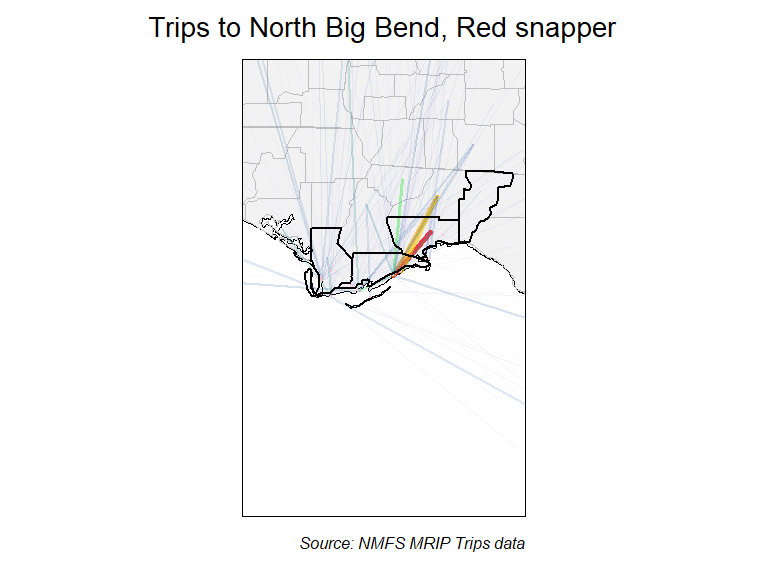 Trips to North Big Bend, Red snapper
Source: NMFS MRIP Trips data